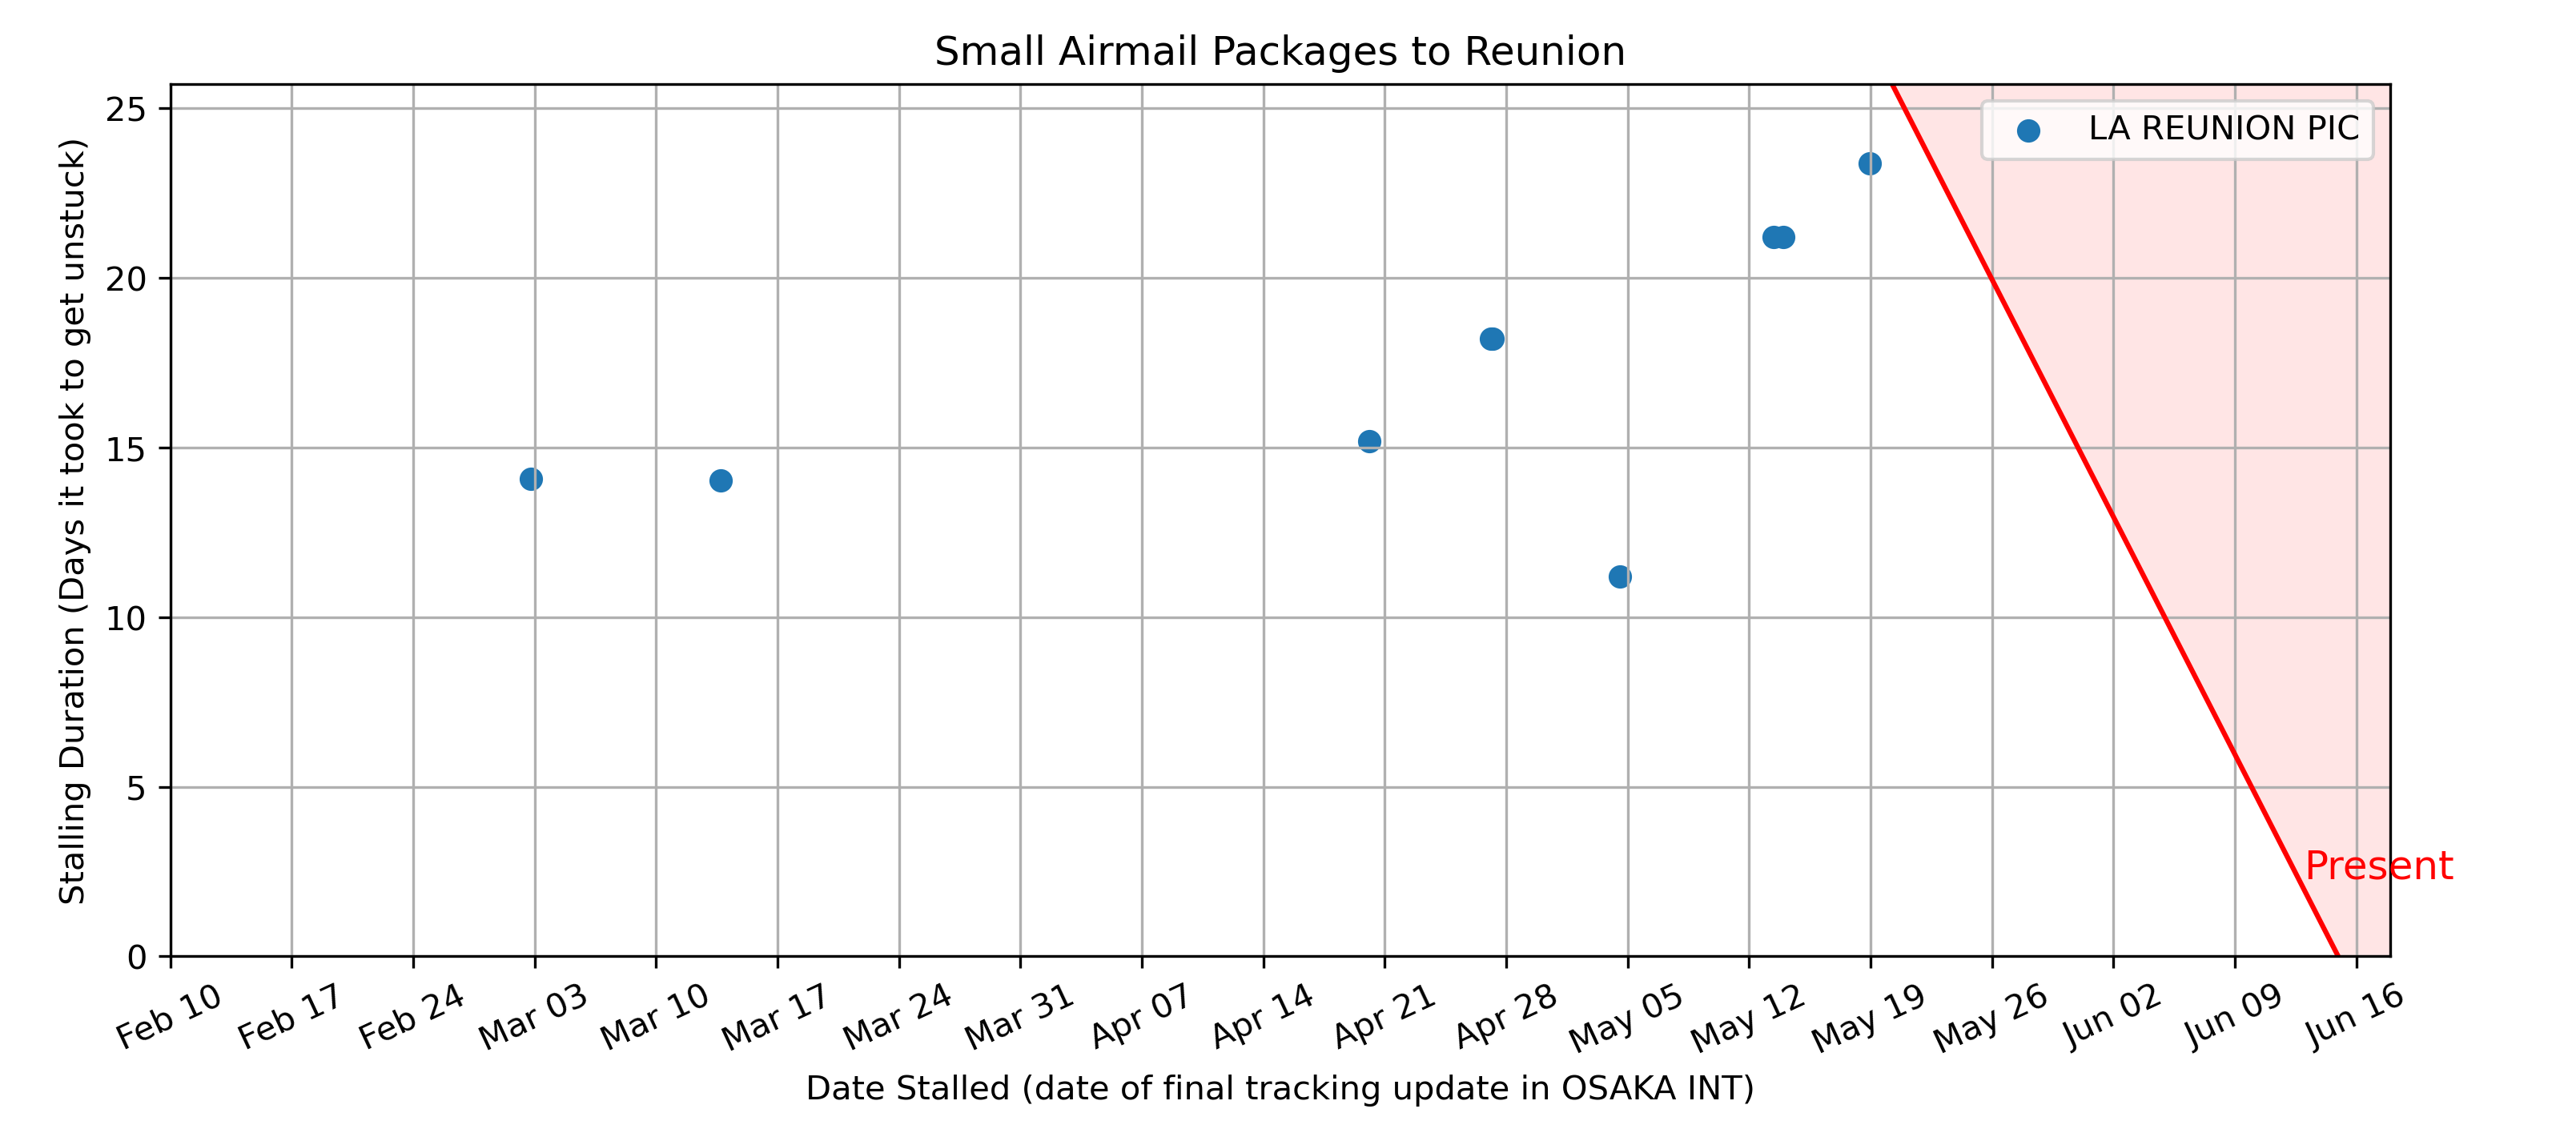 Small Airmail Packages to Reunion
LA REUNION PIC
Stalling Duration (Days it took to get unstuck)
25
20
15
10
5
0
Present
Feb 10
Feb 17
Feb 24
Mar 03
Mar 10
Mar 17
Mar 24
Mar 31
Apr 07
Apr 14
Apr 21
Apr 28
May 05
May 12
May 19
May 26
Jun 02
Jun 09
Jun 16
Date Stalled (date of final tracking update in OSAKA INT)